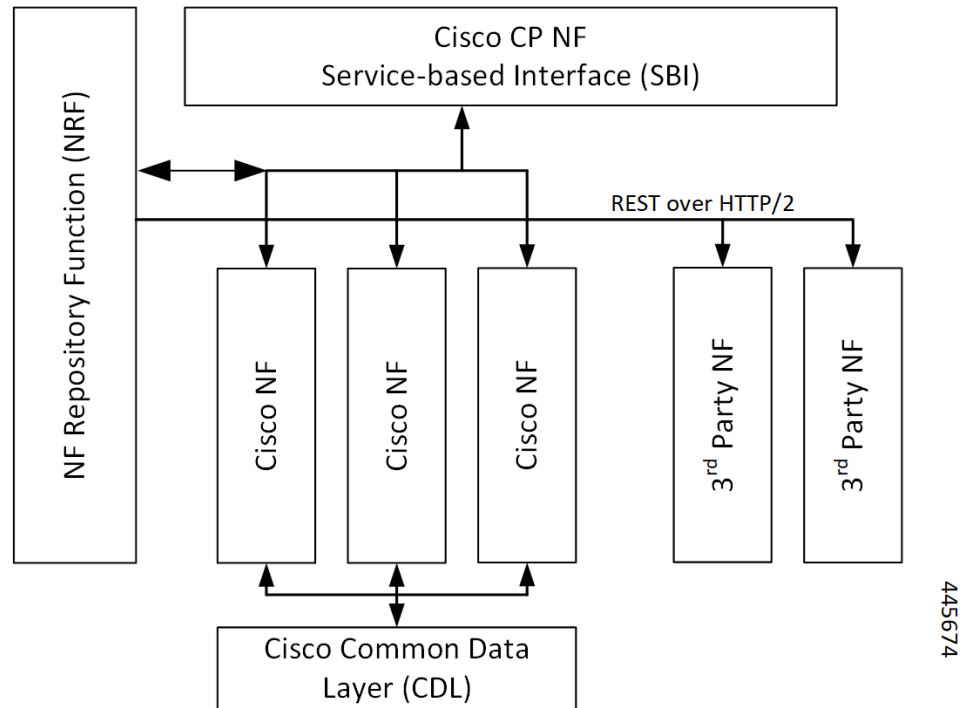 Cisco CP NF
Service-based Interface (SBI)
NF Repository Function (NRF)
REST over HTTP/2
Cisco NF
Cisco NF
Cisco NF
3rd Party NF
3rd Party NF
Cisco Common Data
Layer (CDL)
445674